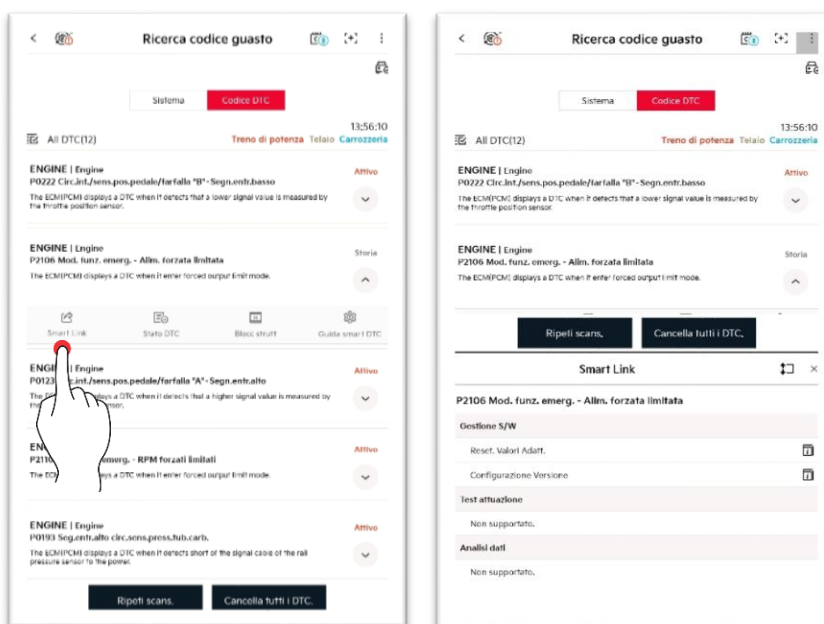 Ricerca codice guasto
Sistema
Codice DTC
13:56:10
All DTC(12)
Treno di potenza Telaio Carrozzeria
ENGINE | Engine
Attivo
P0222 Circ.int./sens.pos.pedale/farfalla "B"-Segn.entr.basso
The ECM(PCM) displays a DTC when it detects that a lower signal value is measured by
the throttle position sensor.
ENGINE | Engine
Storia
P2106 Mod. funz. emerg. - Alim. forzata limitata
The ECM(PCM) displays a DTC when it enter forced output limit mode.
Smart Link
Stato DTC
Blocc strutt
Guida smart DTC
ENGI Engine
Attivo
P0123 c.int./sens.pos.pedale/farfalla "A"-Segn.entr.alto
The plays a DTC when it detects that a higher signal value is measured by
Attivo
P2110 emerg. - RPM forzati limitati
The ECM ays a DTC when it enter forced output limit mode.
ENGINE | Engine
Attivo
P0193 Seg.entr.alto circ.sens.press.tub.carb.
The ECM(PCM) displays a DTC when it detects short of the signal cable of the rail
pressure sensor to the power.
Ripeti scans.
Cancella tutti i DTC.
Ricerca codice guasto
Sistema
Codice DTC
13:56:10
All DTC(12)
Treno di potenza Telaio Carrozzeria
ENGINE | Engine
Attivo
P0222 Circ.int./sens.pos.pedale/farfalla "B"-Segn.entr.basso
The ECM(PCM) displays a DTC when it detects that a lower signal value is measured by
the throttle position sensor.
ENGINE | Engine
Storia
P2106 Mod. funz. emerg. - Alim. forzata limitata
The ECM(PCM) displays a DTC when it enter forced output limit mode.
Ripeti scans.
Cancella tutti i DTC.
Smart Link
P2106 Mod. funz. emerg. - Alim. forzata limitata
Gestione S/W
Reset. Valori Adatt.
Configurazione Versione
Test attuazione
Non supportato.
Analisi dati
Non supportato.